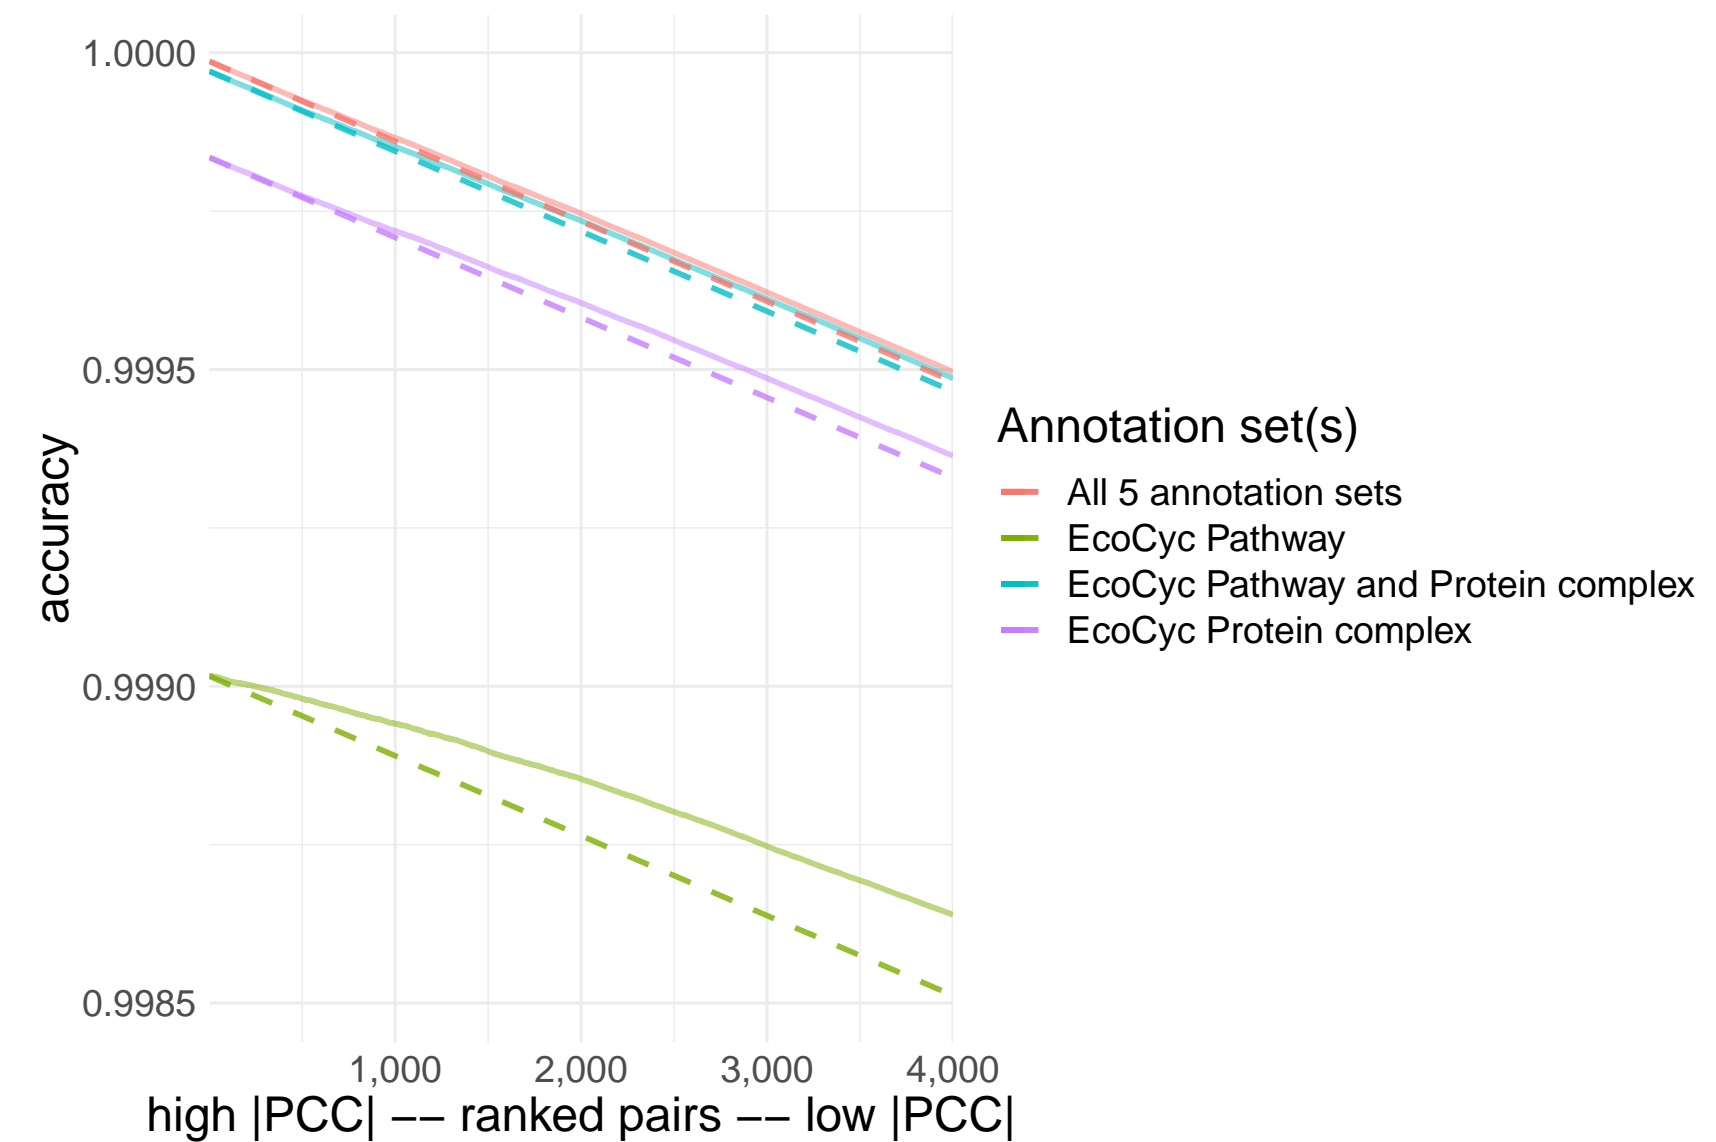 1.0000
0.9995
0.9990
0.9985
accuracy
1,000
2,000
3,000
4,000
high |PCC| −− ranked pairs −− low |PCC|
Annotation set(s)
All 5 annotation sets
EcoCyc Pathway
EcoCyc Pathway and Protein complex
EcoCyc Protein complex